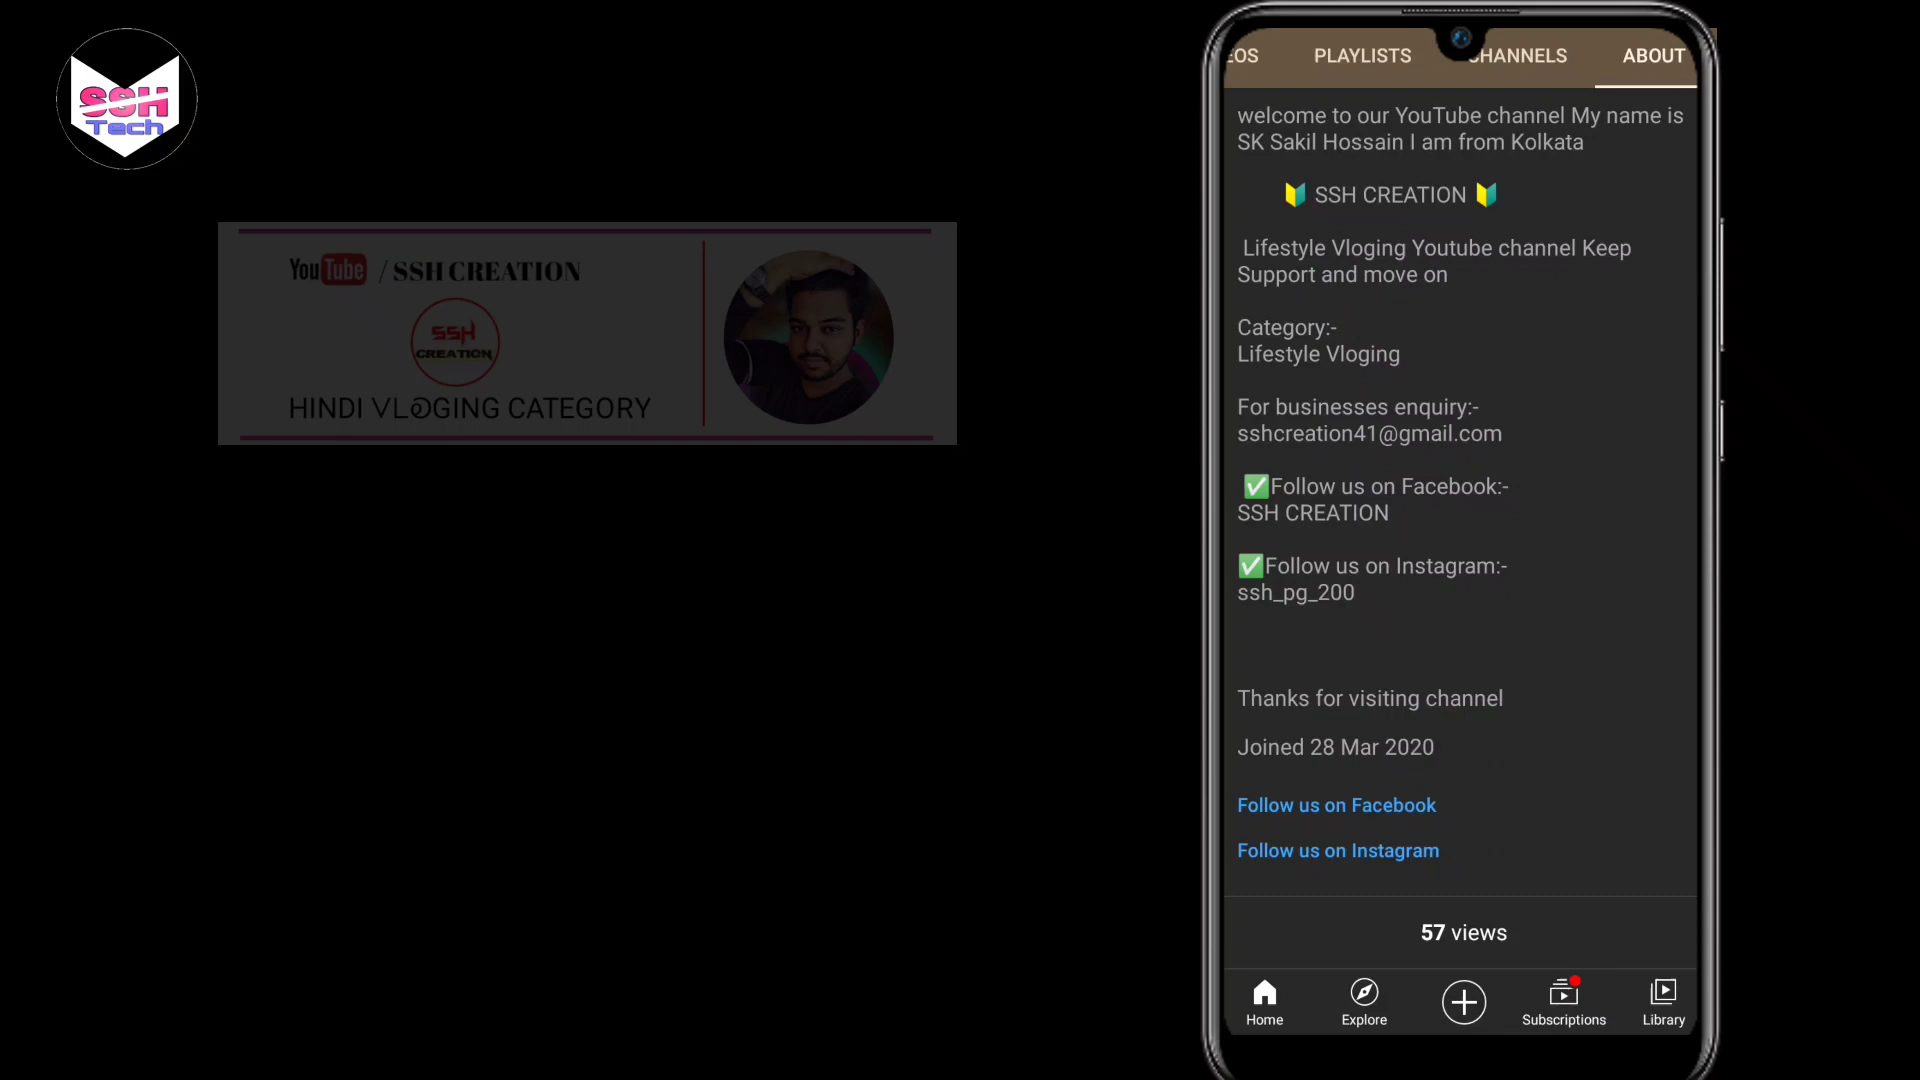 SSH
Tech
YouTube / SSH CREATION
SSH
CREATION
HINDI VLOGING CATEGORY
EOS PLAYLISTS CHANNELS ABOUT
welcome to our YouTube channel My name is
SK Sakil Hossain I am from Kolkata
🔰 SSH CREATION 🔰
Lifestyle Vloging Youtube channel Keep
Support and move on
Category:-
Lifestyle Vloging
For businesses enquiry:-
sshcreation41@gmail.com
✅Follow us on Facebook:-
SSH CREATION
✅Follow us on Instagram:-
ssh_pg_200
Thanks for visiting channel
Joined 28 Mar 2020
Follow us on Facebook
Follow us on Instagram
57 views
Home Explore Subscriptions Library